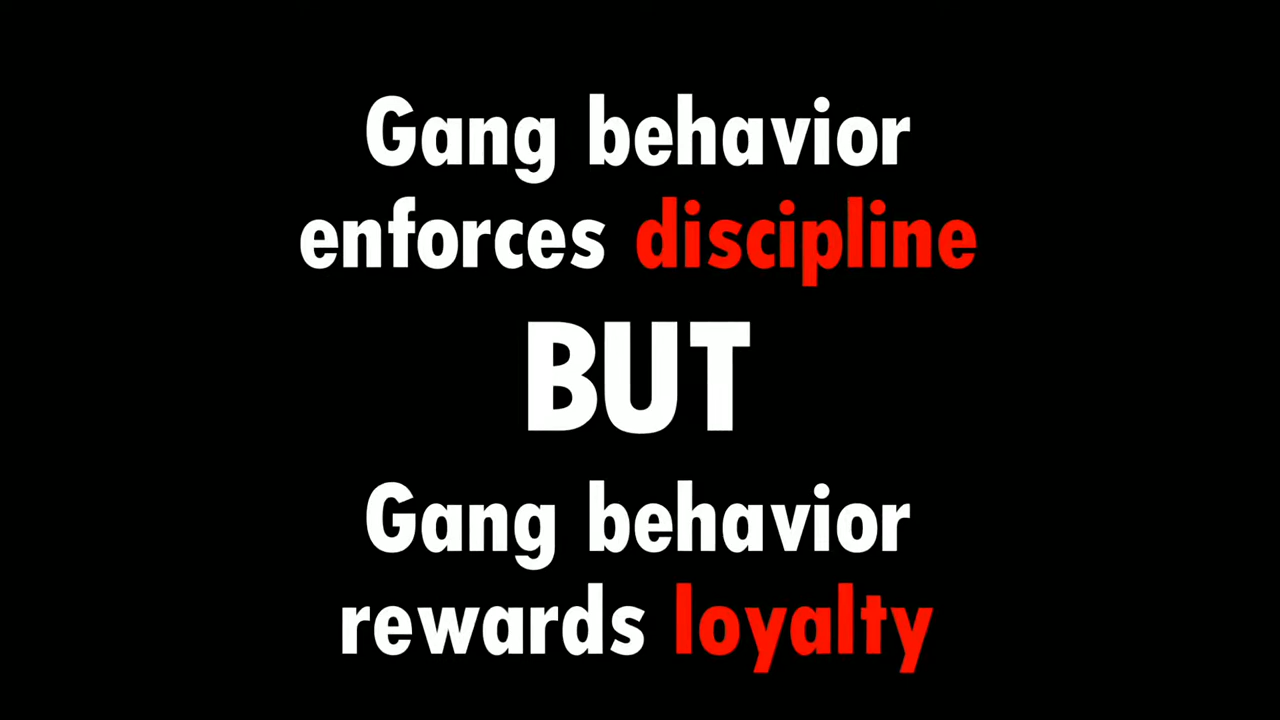 Gang behavior
enforces discipline
BUT
Gang behavior
rewards loyalty